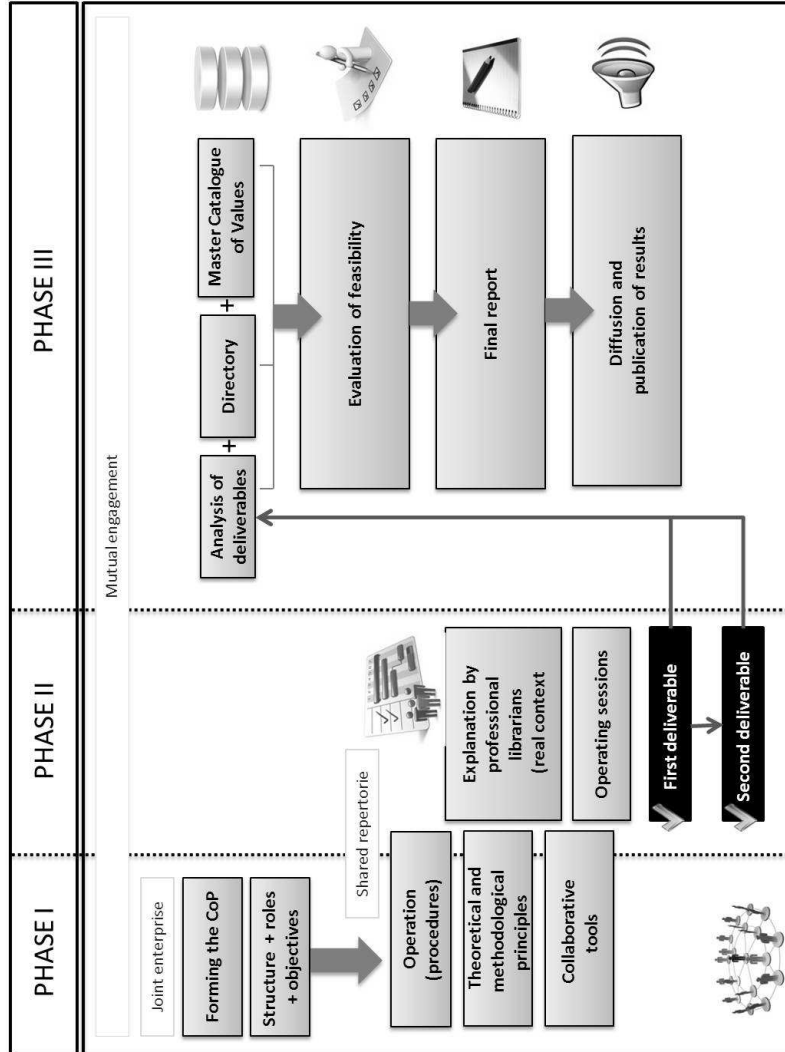 PHASE I
PHASE II
PHASE III
Mutual engagement
Joint enterprise
Forming the CoP
Structure + roles
+ objectives
Shared repertorie
Operation
(procedures)
Theoretical and
methodological
principles
Collaborative
tools
Explanation by
professional
librarians
(real context
Operating sessions
First deliverable
Second deliverable
Analysis of
deliverables
+
Directory
+
Master Catalogue
of Values
Evaluation of feasibility
Final report
Diffusion and
publication of results